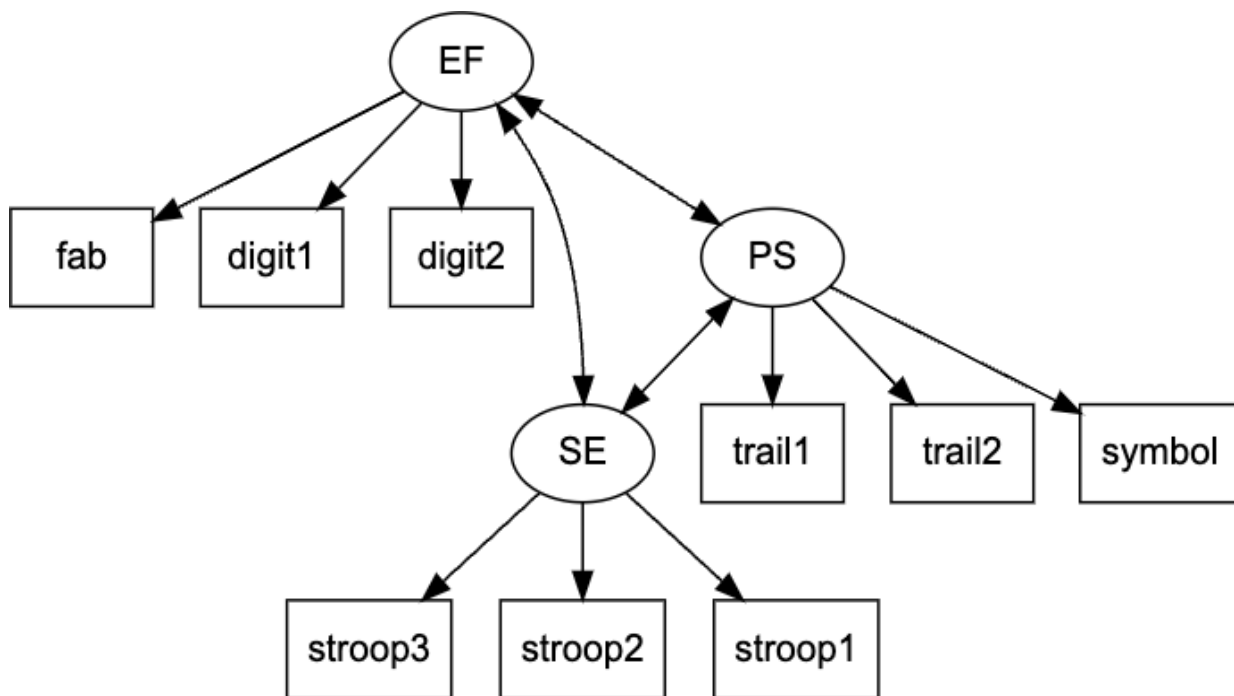 EF
fab
digit1
digit2
PS
SE
trail1
trail2
symbol
stroop3
stroop2
stroop1